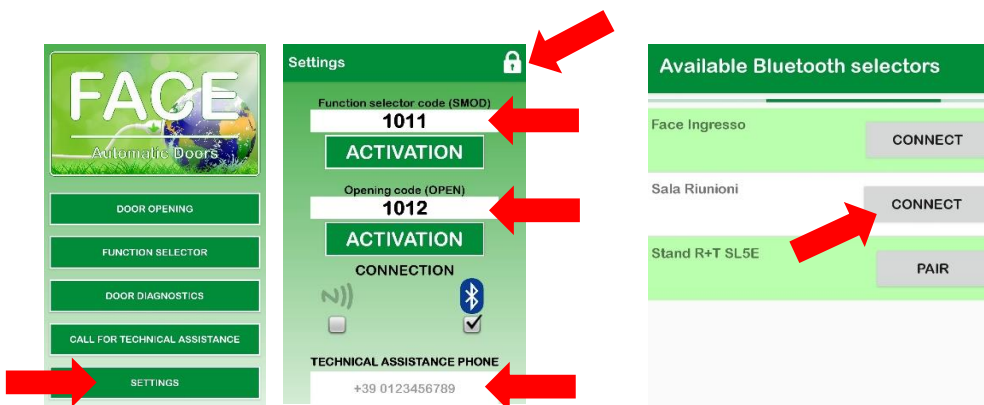 FACE
Automatic Doors
DOOR OPENING
FUNCTION SELECTOR
DOOR DIAGNOSTICS
CALL FOR TECHNICAL ASSISTANCE
SETTINGS
Settings
Function selector code (SMOD)
1011
ACTIVATION
Opening code (OPEN)
1012
ACTIVATION
CONNECTION
TECHNICAL ASSISTANCE PHONE
+39 0123456789
Available Bluetooth selectors
Face Ingresso
CONNECT
Sala Riunioni
CONNECT
Stand R+T SL5E
PAIR